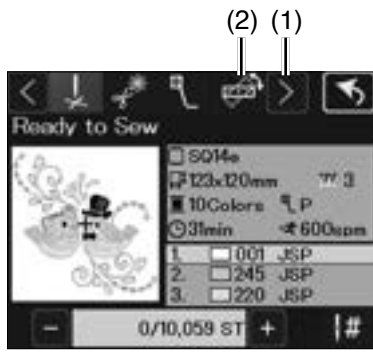 (2) (1)
Ready to Sew
SQ14e
123x120mm 3
10Colors P
31min 600spm
1. 001 JSP
2. 245 JSP
3. 220 JSP
- 0/10,059 ST + #